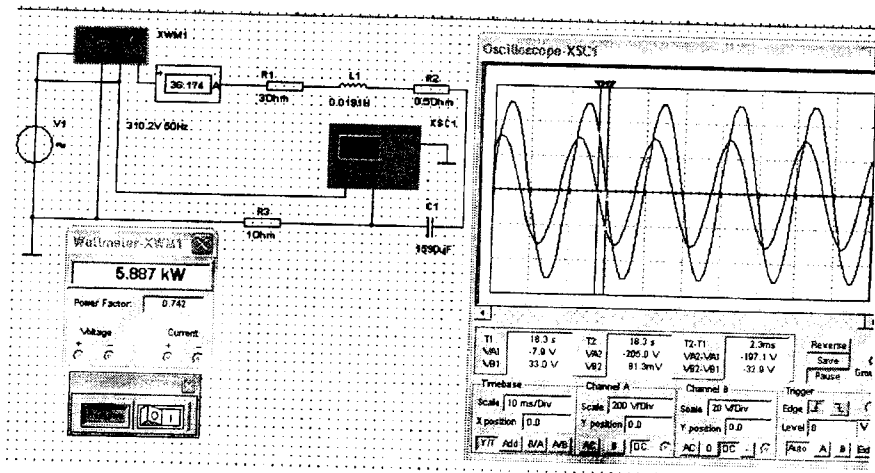 XWM1
36.174
A
R1
3Ohm
L1
0.0191H
R2
0.5Ohm
XSC1
V1
310.2V 50Hz
R3
1Ohm
C1
1590uF
Wattmeter-XWM1
5.887 kW
Power Factor: 0.742
Voltage Current
+ - + -
Oscilloscope-XSC1
T1 18.3 s T2 18.3 s T2-T1 2.3ms
VA1 -7.9 V VA2 -205.0 V VA2-VA1 -197.1 V
VB1 33.0 V VB2 81.3mV VB2-VB1 -32.9 V
Reverse
Save
Pause
Timebase
Scale 10 ms/Div
X position 0.0
Y/T Add B/A A/B
Channel A
Scale 200 V/Div
Y position 0.0
AC 0 DC
Channel B
Scale 20 V/Div
Y position 0.0
AC 0 DC -
Trigger
Edge
Level 0 V
Auto A B Ext